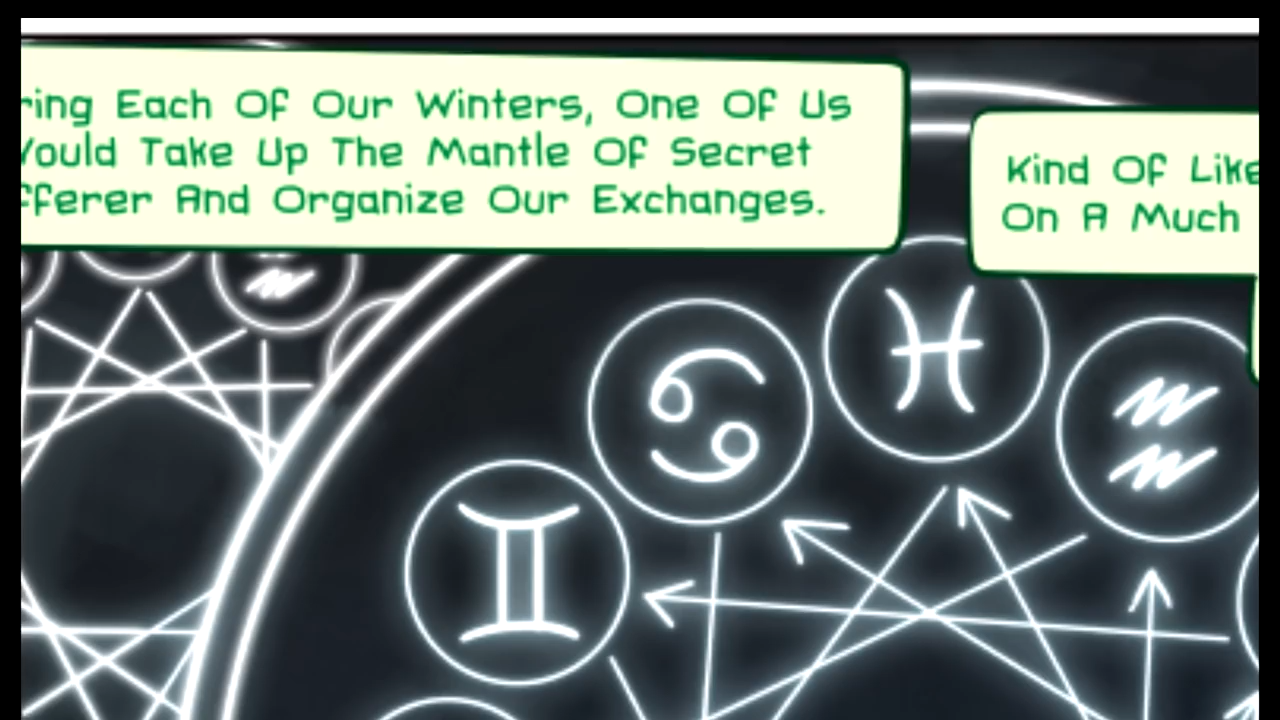 ring Each Of Our Winters, One Of Us
Would Take Up The Mantle Of Secret
fferer And Organize Our Exchanges.
Kind Of Like
On A Much